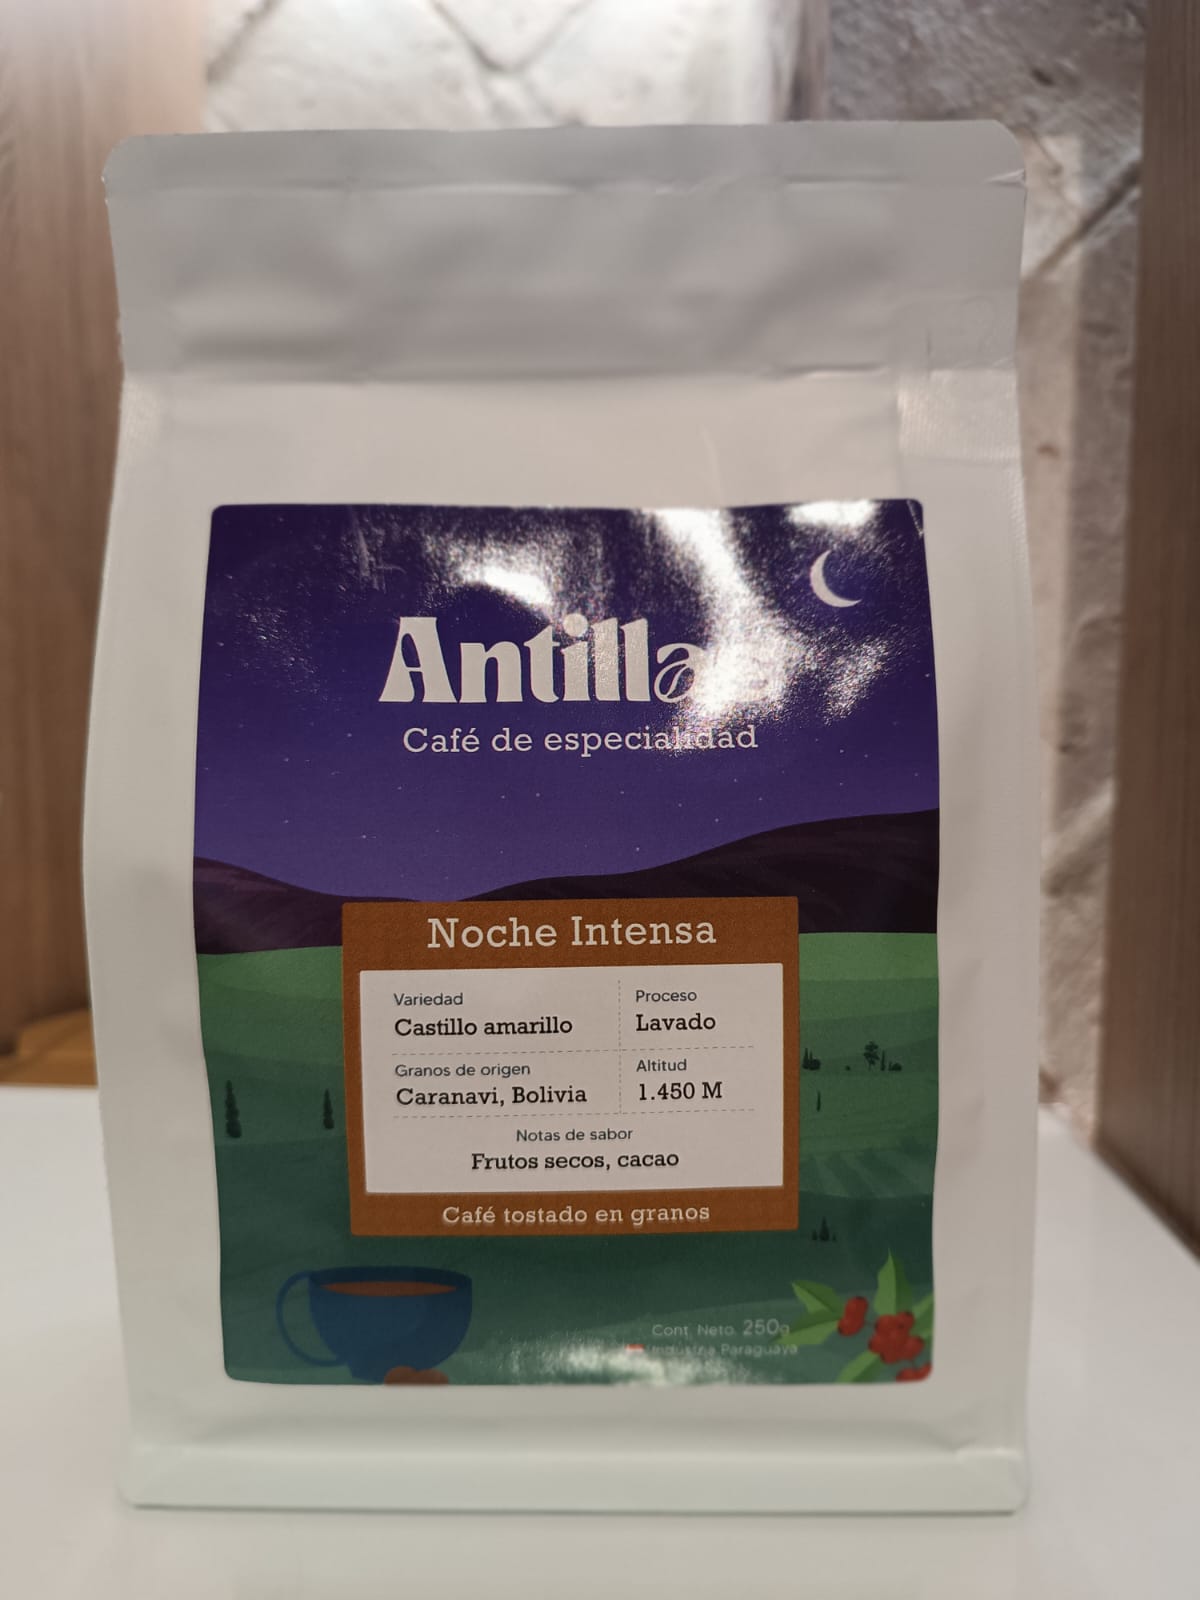 Café de especialidad
Noche Intensa
Variedad
Castillo amarillo
Proceso
Lavado
Granos de origen
Caranavi, Bolivia
Altitud
1.450 M
Notas de sabor
Frutos secos, cacao
Café tostado en granos
Cont. Neto. 250g
Industria Paraguaya